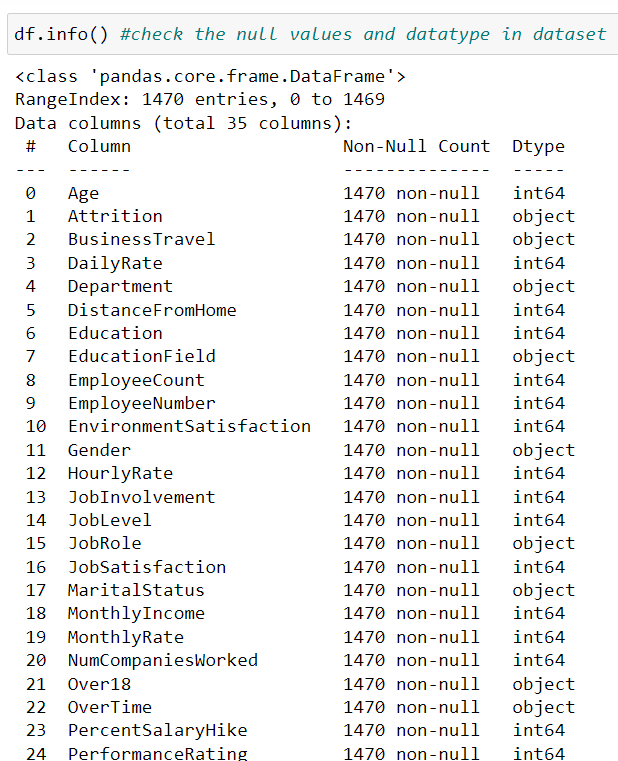 df.info() #check the null values and datatype in dataset
<class 'pandas.core.frame.DataFrame'>
RangeIndex: 1470 entries, 0 to 1469
Data columns (total 35 columns):
 #   Column                    Non-Null Count  Dtype
---  ------                    --------------  -----
 0   Age                       1470 non-null   int64
 1   Attrition                 1470 non-null   object
 2   BusinessTravel            1470 non-null   object
 3   DailyRate                 1470 non-null   int64
 4   Department                1470 non-null   object
 5   DistanceFromHome          1470 non-null   int64
 6   Education                 1470 non-null   int64
 7   EducationField            1470 non-null   object
 8   EmployeeCount             1470 non-null   int64
 9   EmployeeNumber            1470 non-null   int64
 10  EnvironmentSatisfaction   1470 non-null   int64
 11  Gender                    1470 non-null   object
 12  HourlyRate                1470 non-null   int64
 13  JobInvolvement            1470 non-null   int64
 14  JobLevel                  1470 non-null   int64
 15  JobRole                   1470 non-null   object
 16  JobSatisfaction           1470 non-null   int64
 17  MaritalStatus             1470 non-null   object
 18  MonthlyIncome             1470 non-null   int64
 19  MonthlyRate               1470 non-null   int64
 20  NumCompaniesWorked        1470 non-null   int64
 21  Over18                    1470 non-null   object
 22  OverTime                  1470 non-null   object
 23  PercentSalaryHike         1470 non-null   int64
 24  PerformanceRating         1470 non-null   int64